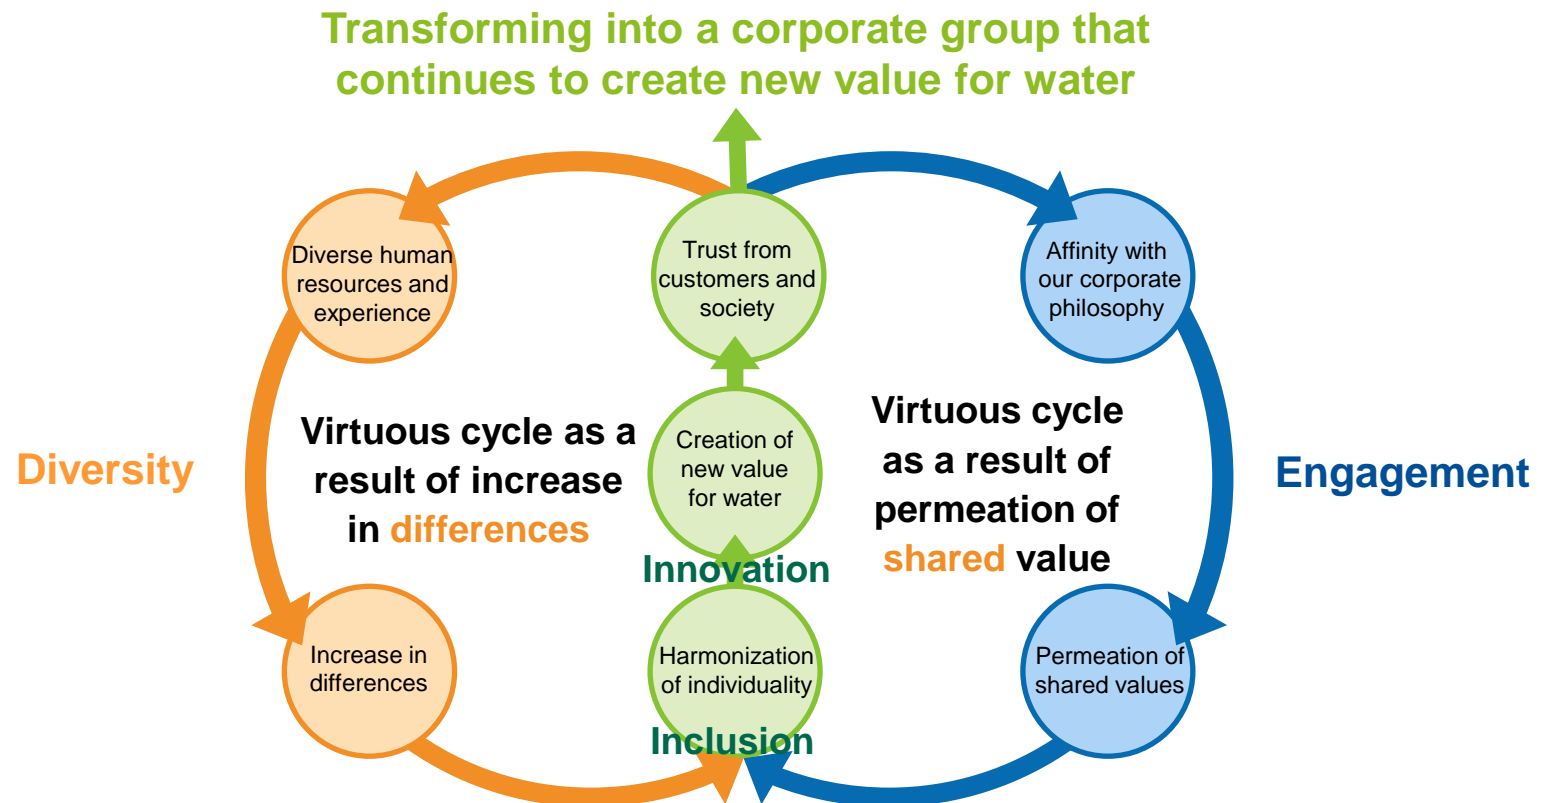 Transforming into a corporate group that
continues to create new value for water
Diverse human
resources and
experience
Trust from
customers and
society
Affinity with
our corporate
philosophy
Diversity
Virtuous cycle as a
result of increase
in differences
Creation of
new value
for water
Innovation
Virtuous cycle
as a result of
permeation of
shared value
Engagement
Increase in
differences
Harmonization
of individuality
Inclusion
Permeation of
shared values